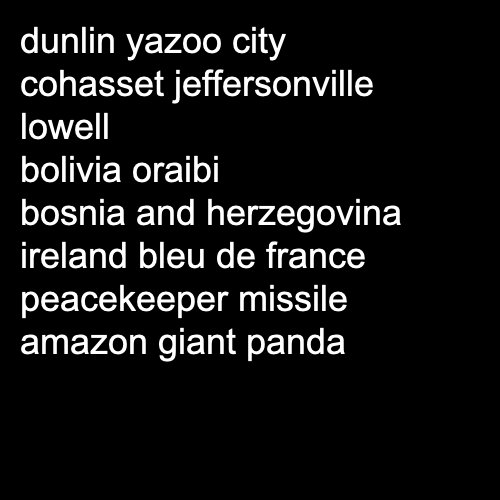 dunlin yazoo city
cohasset jeffersonville
lowell
bolivia oraibi
bosnia and herzegovina
ireland bleu de france
peacekeeper missile
amazon giant panda